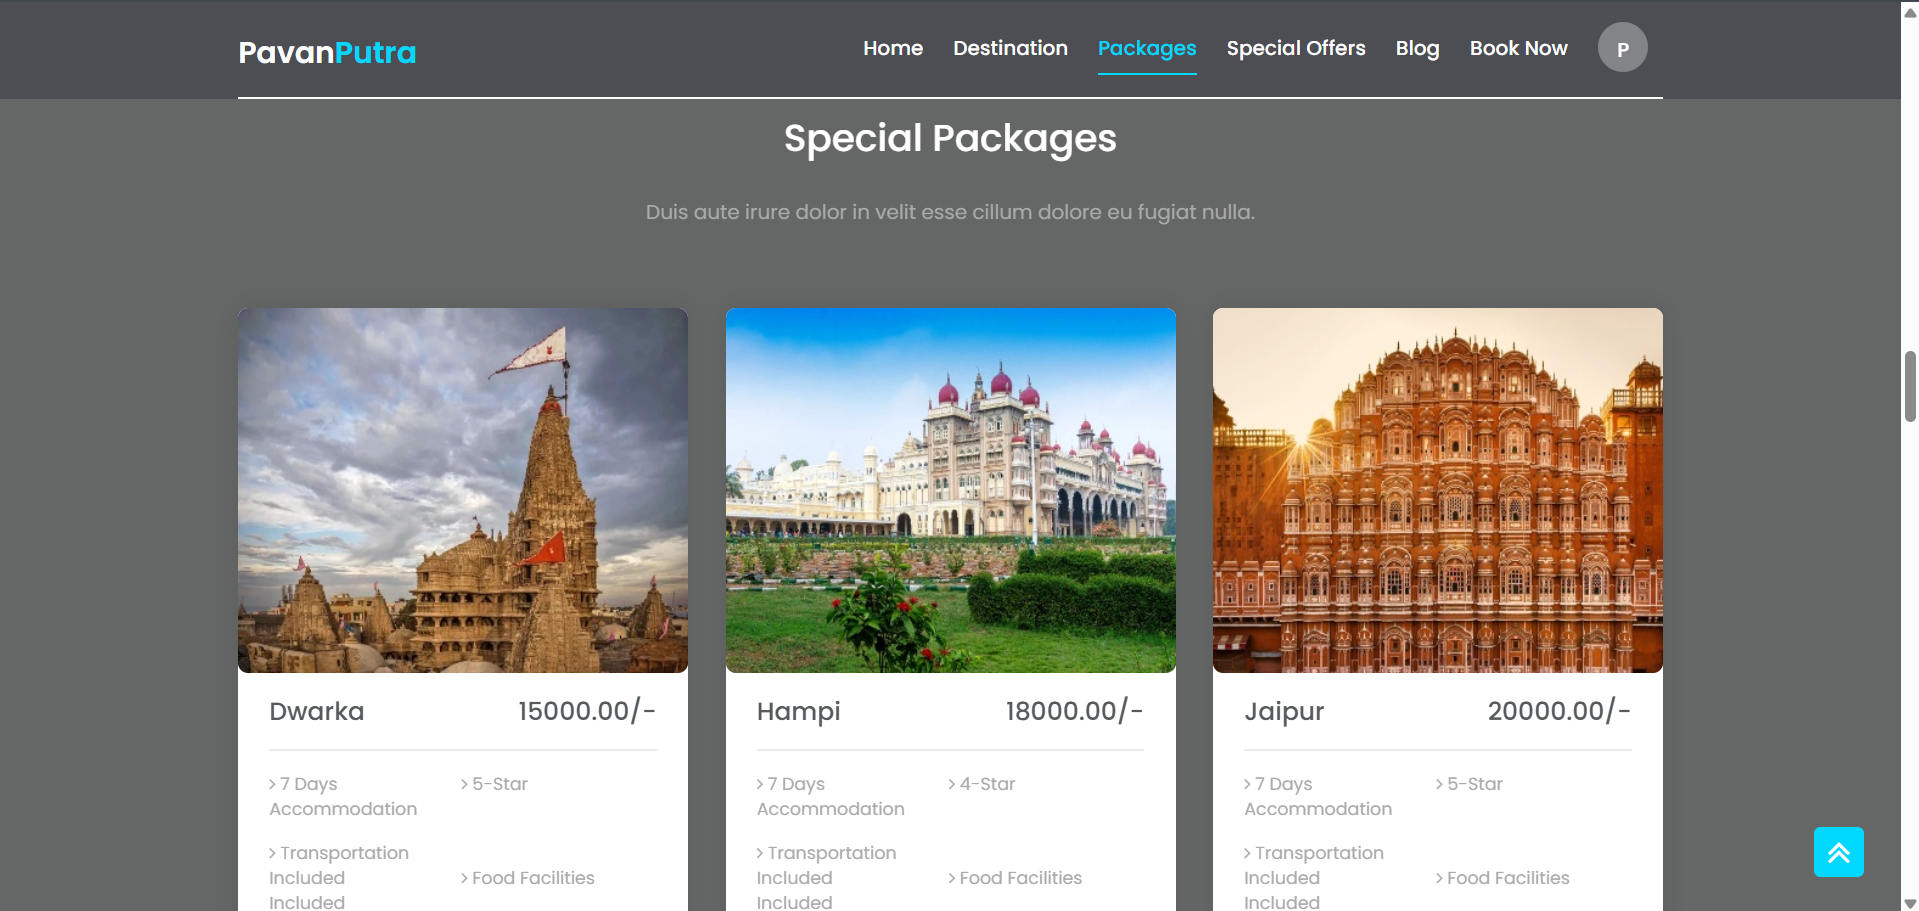 PavanPutra
Home Destination Packages Special Offers Blog Book Now P
Special Packages
Duis aute irure dolor in velit esse cillum dolore eu fugiat nulla.
Dwarka 15000.00/-
7 Days
Accommodation
5-Star
Transportation
Included
Included
Food Facilities
Hampi 18000.00/-
7 Days
Accommodation
4-Star
Transportation
Included
Included
Food Facilities
Jaipur 20000.00/-
7 Days
Accommodation
5-Star
Transportation
Included
Included
Food Facilities